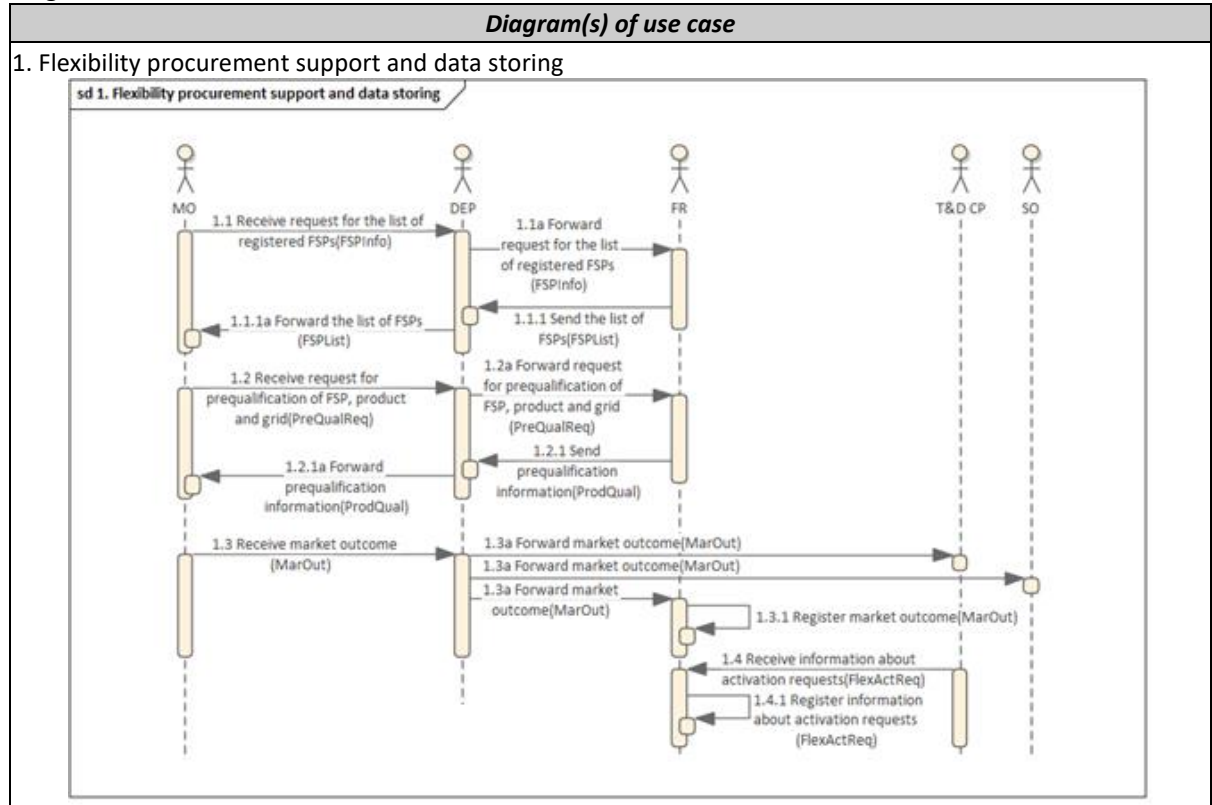 Diagram(s) of use case
1. Flexibility procurement support and data storing
sd 1. Flexibility procurement support and data storing
MO
DEP
FR
T&D CP
SO
1.1 Receive request for the list of
registered FSPs(FSPInfo)
1.1a Forward
request for the list
of registered FSPs
(FSPInfo)
1.1.1 Send the list of
FSPs(FSPList)
1.1.1a Forward the list of FSPs
(FSPList)
1.2 Receive request for
prequalification of FSP, product
and grid(PreQualReq)
1.2a Forward request
for prequalification of
FSP, product and grid
(PreQualReq)
1.2.1 Send
prequalification
information(ProdQual)
1.2.1a Forward
prequalification
information(ProdQual)
1.3 Receive market outcome
(MarOut)
1.3a Forward market outcome(MarOut)
1.3a Forward market outcome(MarOut)
1.3a Forward market
outcome(MarOut)
1.3.1 Register market outcome(MarOut)
1.4 Receive information about
activation requests(FlexActReq)
1.4.1 Register information
about activation requests
(FlexActReq)